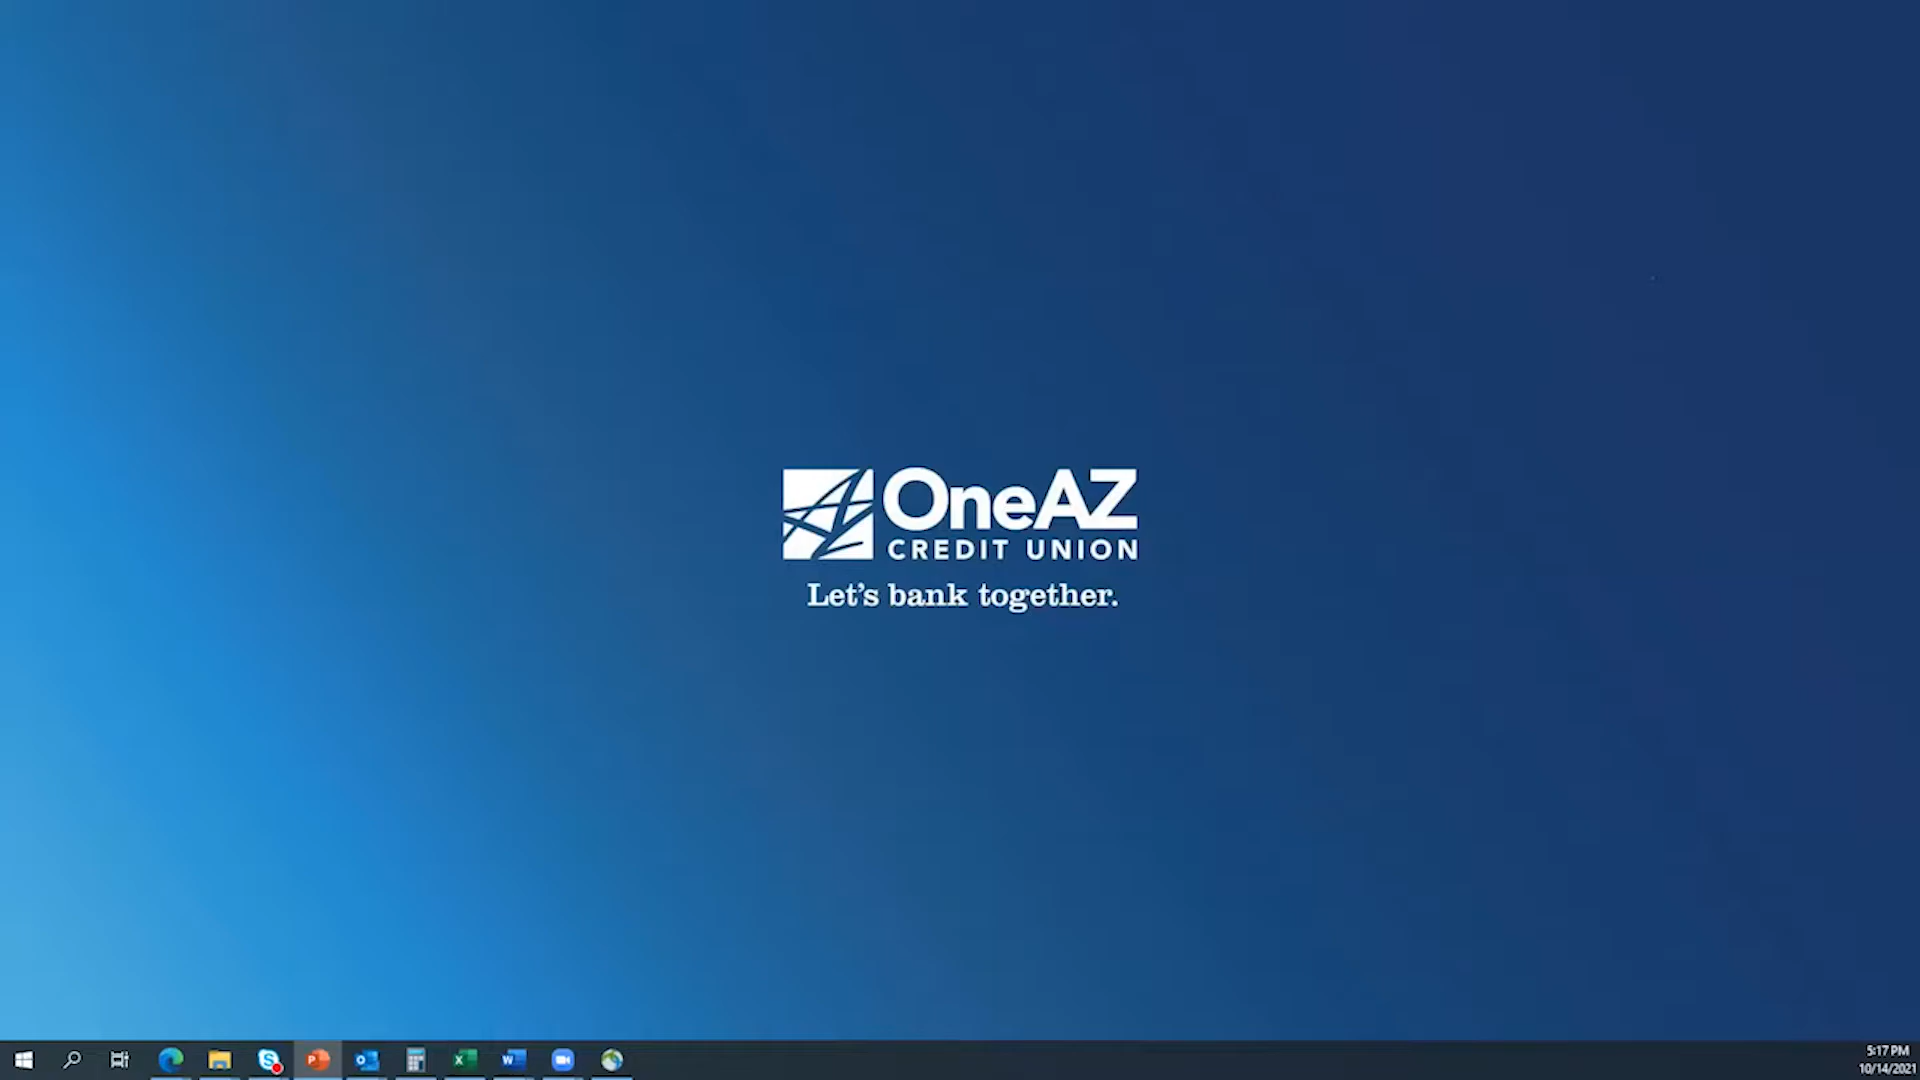 OneAZ
CREDIT UNION
Let's bank together.
5:17 PM
10/14/2021